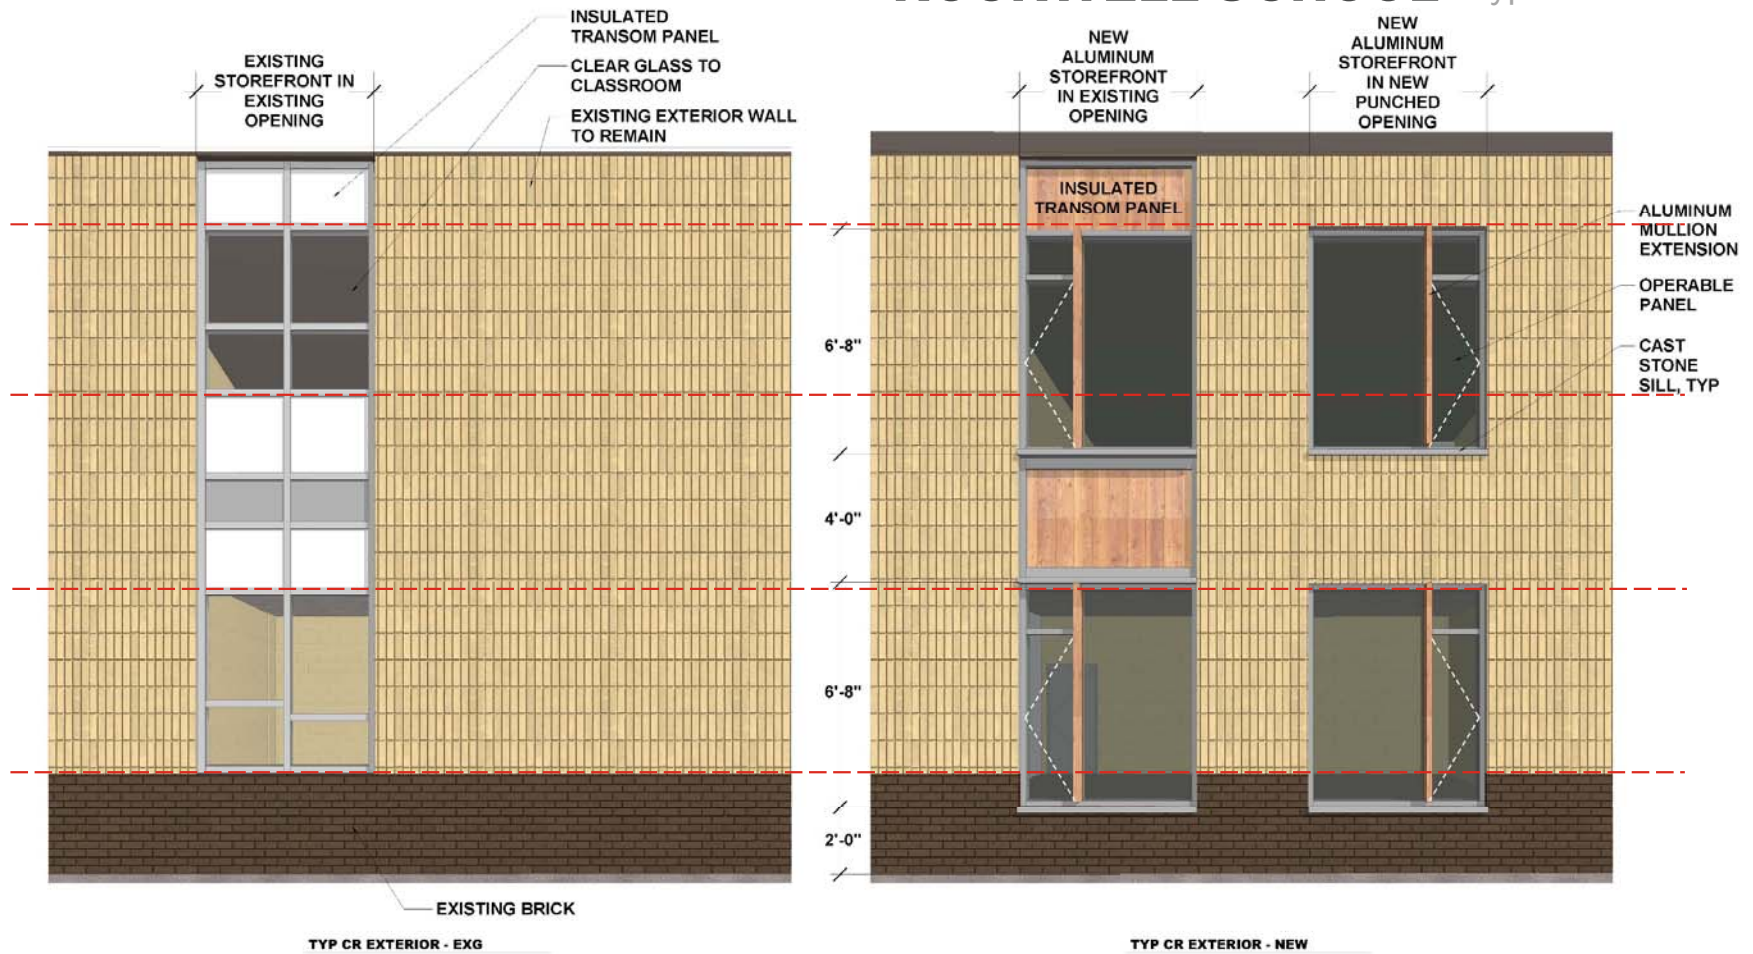 INSULATED
TRANSOM PANEL
CLEAR GLASS TO
CLASSROOM
EXISTING EXTERIOR WALL
TO REMAIN
EXISTING
STOREFRONT IN
EXISTING
OPENING
EXISTING BRICK
TYP CR EXTERIOR - EXG
NEW
ALUMINUM
STOREFRONT
IN EXISTING
OPENING
NEW
ALUMINUM
STOREFRONT
IN NEW
PUNCHED
OPENING
INSULATED
TRANSOM PANEL
ALUMINUM
MULLION
EXTENSION
OPERABLE
PANEL
CAST
STONE
SILL, TYP
6'-8"
4'-0"
6'-8"
2'-0"
TYP CR EXTERIOR - NEW